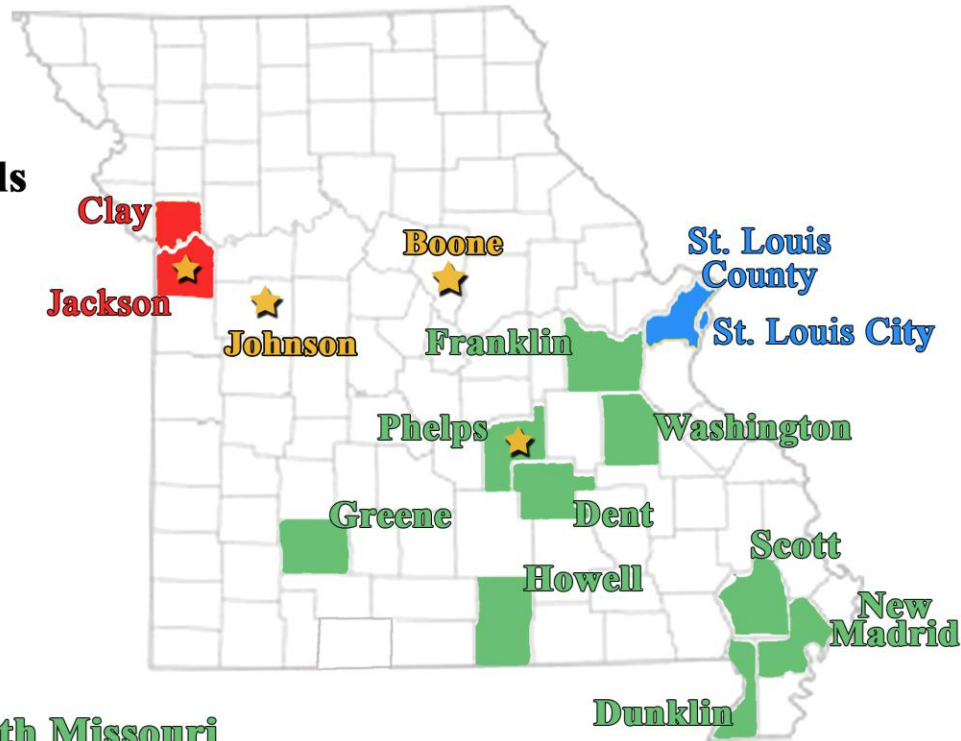 Clay
Boone
St. Louis
County
Jackson
St. Louis City
Johnson
Franklin
Phelps
Washington
Greene
Dent
Scott
Howell
New
Madrid
Dunklin
Missouri